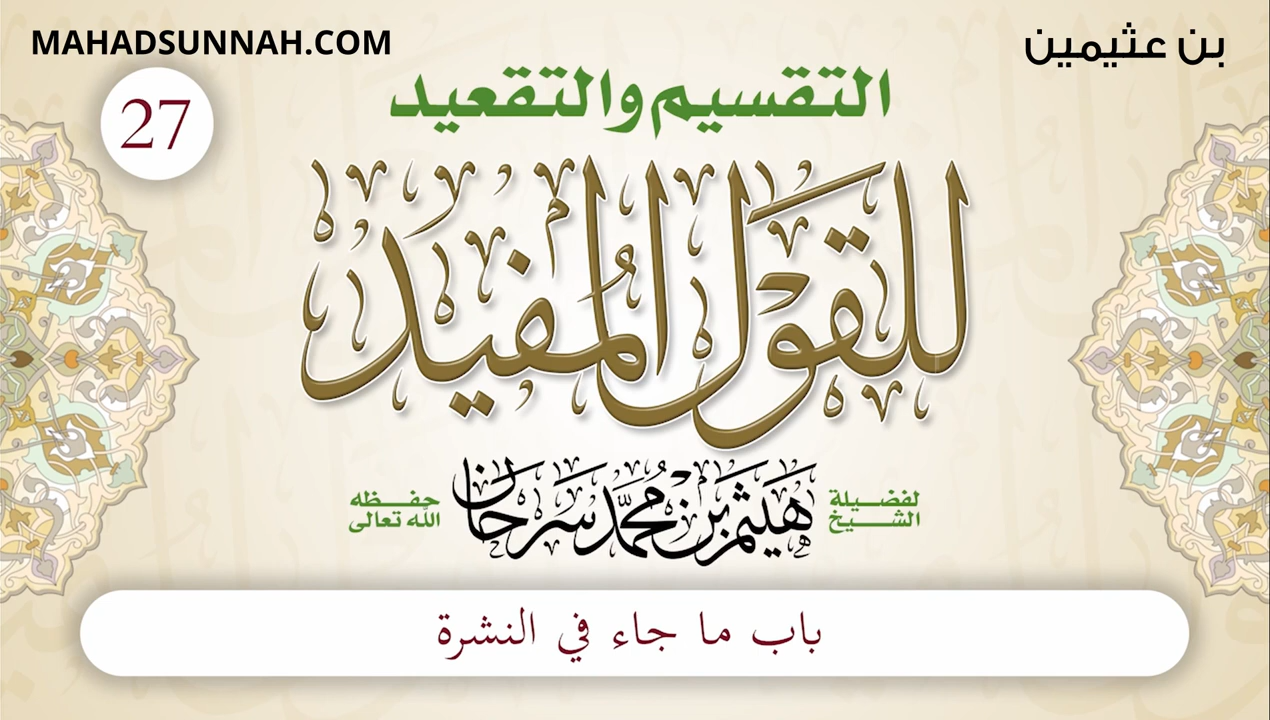 MAHADSUNNAH.COM
بن عثيمين
27
التقسيم والتقعيد
للقول المفيد
لفضيلة الشيخ
هيثم بن محمد سرحان
حفظه الله تعالى
باب ما جاء في النشرة